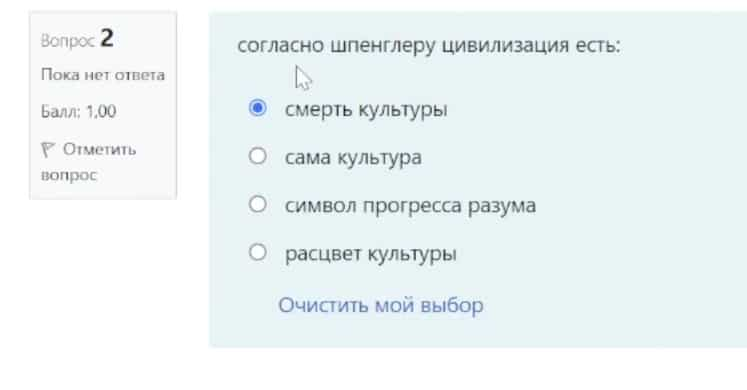 Вопрос 2
Пока нет ответа
Балл: 1,00
Отметить
вопрос
согласно шпенглеру цивилизация есть:
смерть культуры
сама культура
символ прогресса разума
расцвет культуры
Очистить мой выбор